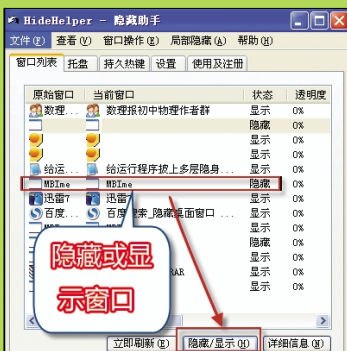 HideHelper - 隐藏助手
文件(F) 查看(V) 窗口操作(E) 局部隐藏(A) 帮助(H)
窗口列表 托盘 持久热键 设置 使用及注册
原始窗口 当前窗口 状态 透明度
数理... 数理报初中物理作者群 显示 0%
隐藏 0%
显示 0%
显示 0%
给运... 给运行程序披上多层隐身... 显示 0%
MBIme MBIme 隐藏 0%
迅雷7 迅雷7 显示 0%
百度... 百度搜索_隐藏桌面窗口 ... 显示 0%
显示 0%
隐藏 0%
显示 0%
RAR 显示 0%
显示 0%
隐藏或显
示窗口
立即刷新(R) 隐藏/显示(H) 详细信息(N)